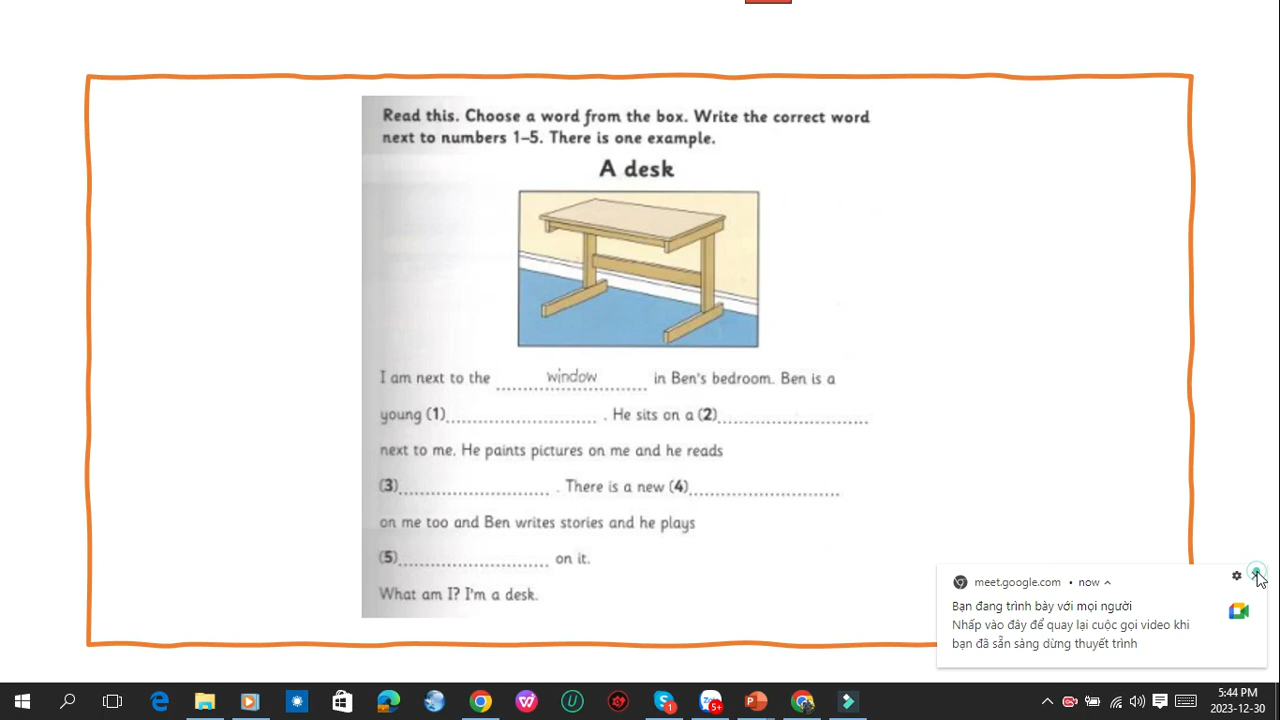 Read this. Choose a word from the box. Write the correct word
next to numbers 1–5. There is one example.
A desk
I am next to the window in Ben's bedroom. Ben is a
young (1)........................ . He sits on a (2)........................
next to me. He paints pictures on me and he reads
(3)........................ . There is a new (4)........................
on me too and Ben writes stories and he plays
(5)........................ on it.
What am I? I'm a desk.
meet.google.com • now
Bạn đang trình bày với mọi người
Nhấp vào đây để quay lại cuộc gọi video khi
bạn đã sẵn sàng dừng thuyết trình
5:44 PM
2023-12-30